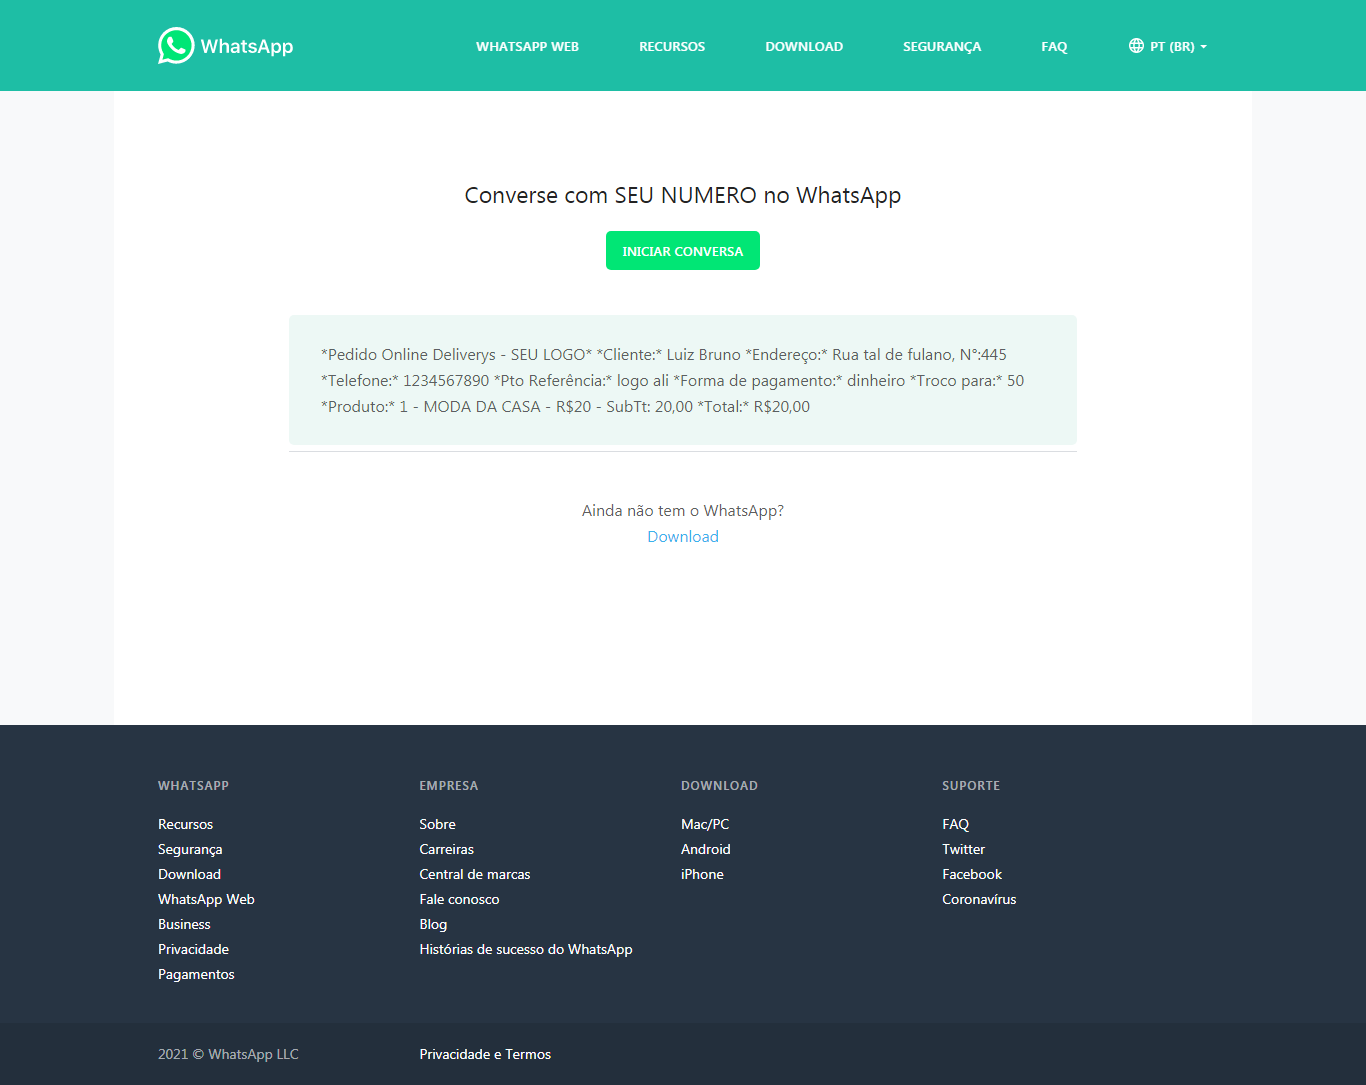 WhatsApp
WHATSAPP WEB
RECURSOS
DOWNLOAD
SEGURANÇA
FAQ
PT (BR)
Converse com SEU NUMERO no WhatsApp
INICIAR CONVERSA
*Pedido Online Deliverys - SEU LOGO* *Cliente:* Luiz Bruno *Endereço:* Rua tal de fulano, N°:445
*Telefone:* 1234567890 *Pto Referência:* logo ali *Forma de pagamento:* dinheiro *Troco para:* 50
*Produto:* 1 - MODA DA CASA - R$20 - SubTt: 20,00 *Total:* R$20,00
Ainda não tem o WhatsApp?
Download
WHATSAPP
Recursos
Segurança
Download
WhatsApp Web
Business
Privacidade
Pagamentos
EMPRESA
Sobre
Carreiras
Central de marcas
Fale conosco
Blog
Histórias de sucesso do WhatsApp
DOWNLOAD
Mac/PC
Android
iPhone
SUPORTE
FAQ
Twitter
Facebook
Coronavírus
2021 © WhatsApp LLC
Privacidade e Termos